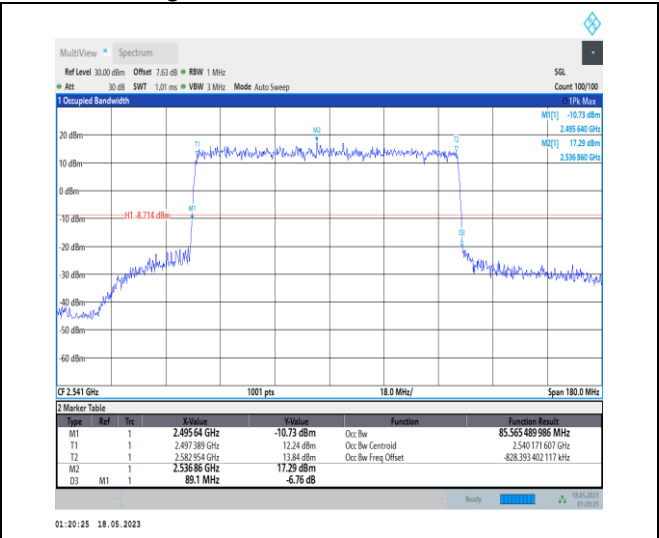 MultiView Spectrum
Ref Level 30.00 dBm Offset 7.63 dB RBW 1 MHz SGL
Att 30 dB SWT 1.01 ms VBW 3 MHz Mode Auto Sweep Count 100/100
1 Occupied Bandwidth 1Pk Max
M1[1] -10.73 dBm
2.495 640 GHz
M2[1] 17.29 dBm
2.536 860 GHz
20 dBm
M2
T1
T2
10 dBm
0 dBm
M1
H1 -8.714 dBm
-10 dBm
D3
-20 dBm
-30 dBm
-40 dBm
-50 dBm
-60 dBm
CF 2.541 GHz 1001 pts 18.0 MHz/ Span 180.0 MHz
2 Marker Table
Type Ref Trc X-Value Y-Value Function Function Result
M1 1 2.49564 GHz -10.73 dBm Occ Bw 85.565 489 986 MHz
T1 1 2.497 389 GHz 12.24 dBm Occ Bw Centroid 2.540 171 607 GHz
T2 1 2.582 954 GHz 13.84 dBm Occ Bw Freq Offset -828.393 402 117 kHz
M2 1 2.53686 GHz 17.29 dBm
D3 M1 1 89.1 MHz -6.76 dB
Ready 18.05.2023
01:20:25
01:20:25 18.05.2023